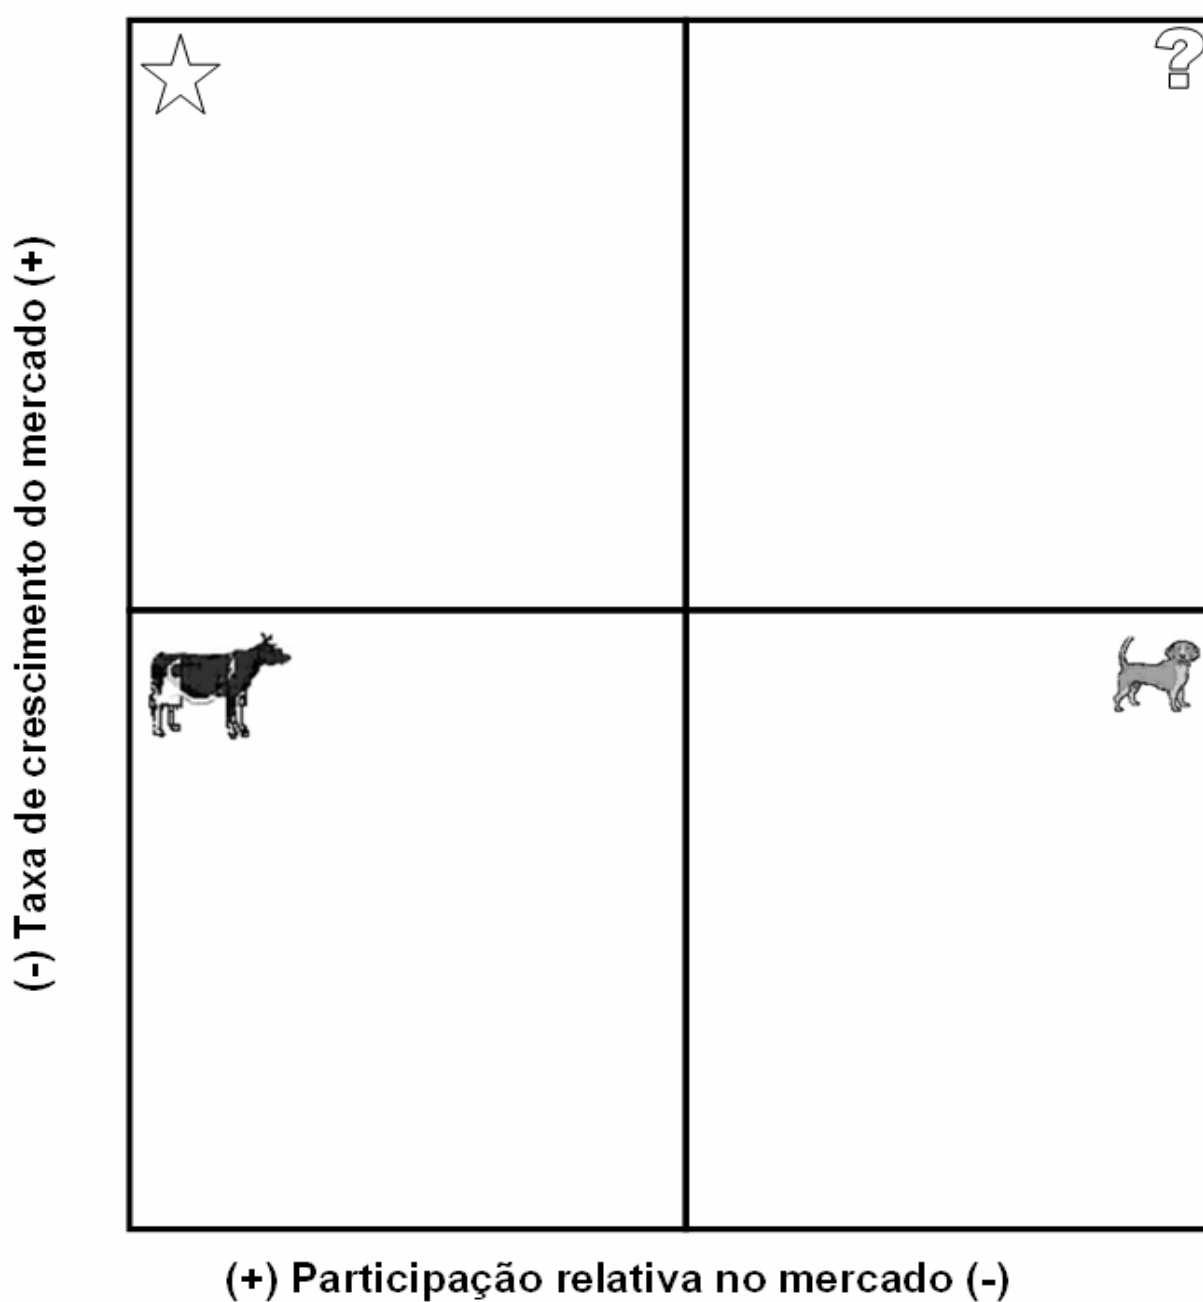 ?
(-) Taxa de crescimento do mercado (+)
(+) Participação relativa no mercado (-)